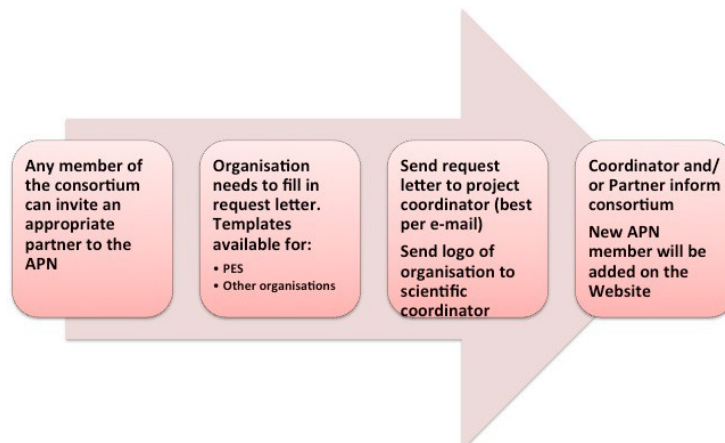 Any member of
the consortium
can invite an
appropriate
partner to the
APN
Organisation
needs to fill in
request letter.
Templates
available for:
• PES
• Other organisations
Send request
letter to project
coordinator (best
per e-mail)
Send logo of
organisation to
scientific
coordinator
Coordinator and/
or Partner inform
consortium
New APN
member will be
added on the
Website